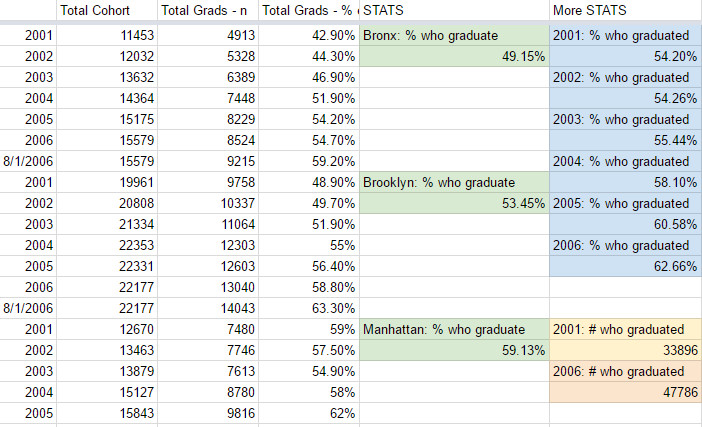 Total Cohort Total Grads - n Total Grads - % STATS More STATS
2001 11453 4913 42.90% Bronx: % who graduate 2001: % who graduated
2002 12032 5328 44.30% 49.15% 54.20%
2003 13632 6389 46.90% 2002: % who graduated
2004 14364 7448 51.90% 54.26%
2005 15175 8229 54.20% 2003: % who graduated
2006 15579 8524 54.70% 55.44%
8/1/2006 15579 9215 59.20% 2004: % who graduated
2001 19961 9758 48.90% Brooklyn: % who graduate 58.10%
2002 20808 10337 49.70% 53.45% 2005: % who graduated
2003 21334 11064 51.90% 60.58%
2004 22353 12303 55% 2006: % who graduated
2005 22331 12603 56.40% 62.66%
2006 22177 13040 58.80%
8/1/2006 22177 14043 63.30%
2001 12670 7480 59% Manhattan: % who graduate 2001: # who graduated
2002 13463 7746 57.50% 59.13% 33896
2003 13879 7613 54.90% 2006: # who graduated
2004 15127 8780 58% 47786
2005 15843 9816 62%